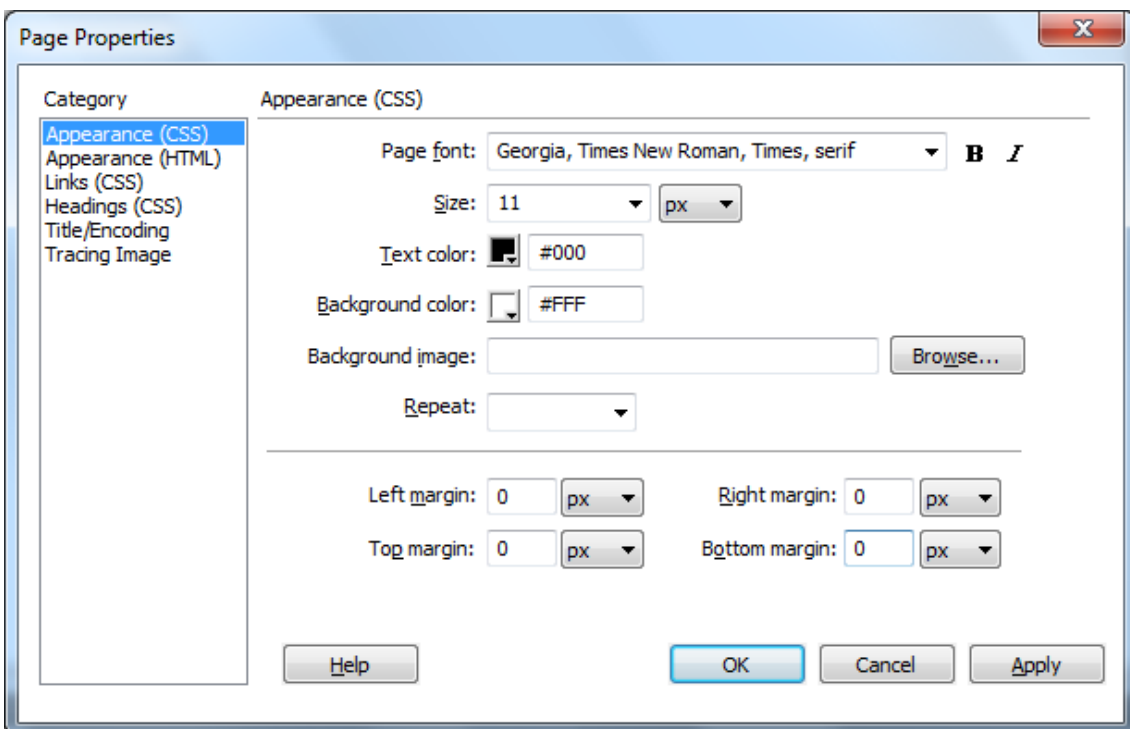 Page Properties
Category
Appearance (CSS)
Appearance (HTML)
Links (CSS)
Headings (CSS)
Title/Encoding
Tracing Image
Appearance (CSS)
Page font: Georgia, Times New Roman, Times, serif B I
Size: 11 px
Text color: #000
Background color: #FFF
Background image: Browse...
Repeat:
Left margin: 0 px Right margin: 0 px
Top margin: 0 px Bottom margin: 0 px
Help OK Cancel Apply